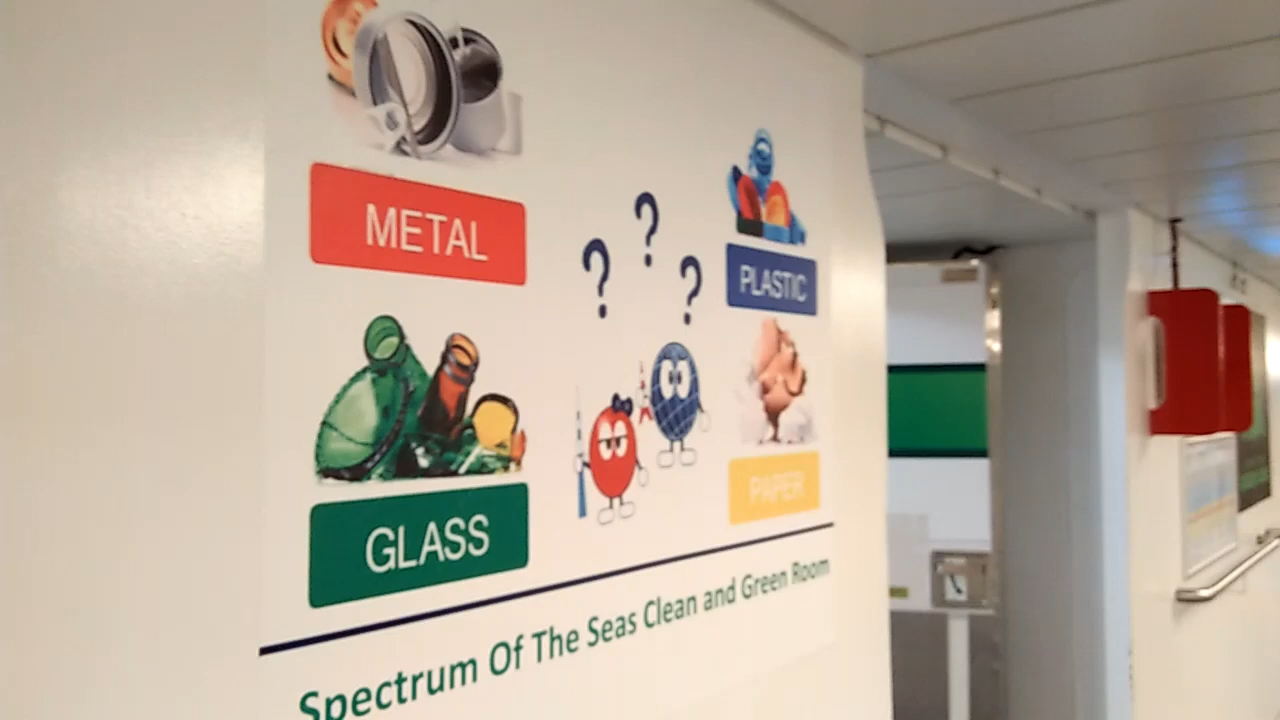 METAL
PLASTIC
GLASS
PAPER
Spectrum Of The Seas Clean and Green Room